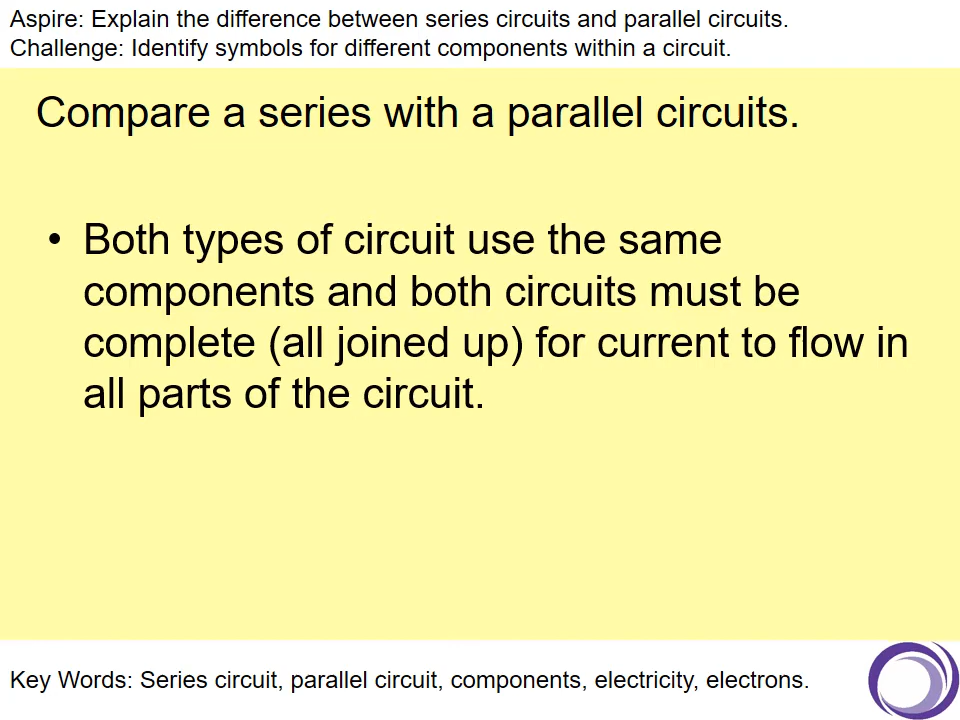 Aspire: Explain the difference between series circuits and parallel circuits.
Challenge: Identify symbols for different components within a circuit.
Compare a series with a parallel circuits.
• Both types of circuit use the same
components and both circuits must be
complete (all joined up) for current to flow in
all parts of the circuit.
Key Words: Series circuit, parallel circuit, components, electricity, electrons.